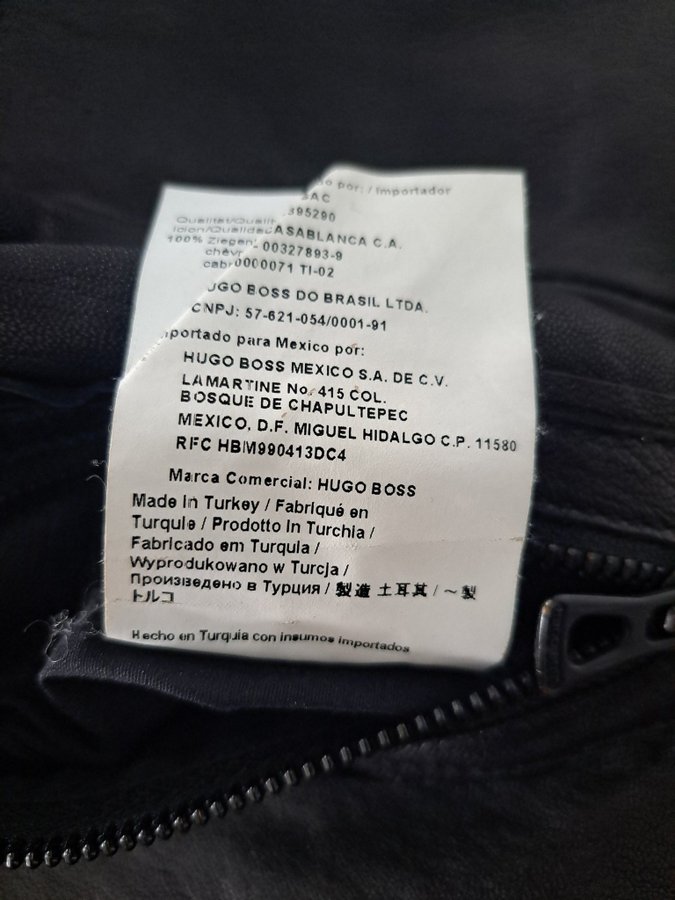 o por: / Importador
SAC
395290
Qualität/Quali
ASABLANCA C.A.
100% Ziegen
00327893-9
chèv
cab
0000071 TI-02
UGO BOSS DO BRASIL LTDA.
CNPJ: 57-621-054/0001-91
portado para Mexico por:
HUGO BOSS MEXICO S.A. DE C.V.
LAMARTINE No. 415 COL.
BOSQUE DE CHAPULTEPEC
MEXICO, D.F. MIGUEL HIDALGO C.P. 11580
RFC HBM990413DC4
Marca Comercial: HUGO BOSS
Made in Turkey / Fabriqué en
Turquie / Prodotto in Turchia /
Fabricado em Turquia /
Wyprodukowano w Turcja /
Произведено в Турция / 製造 土耳其 / ～製
トルコ
Hecho en Turquia con insumos importados